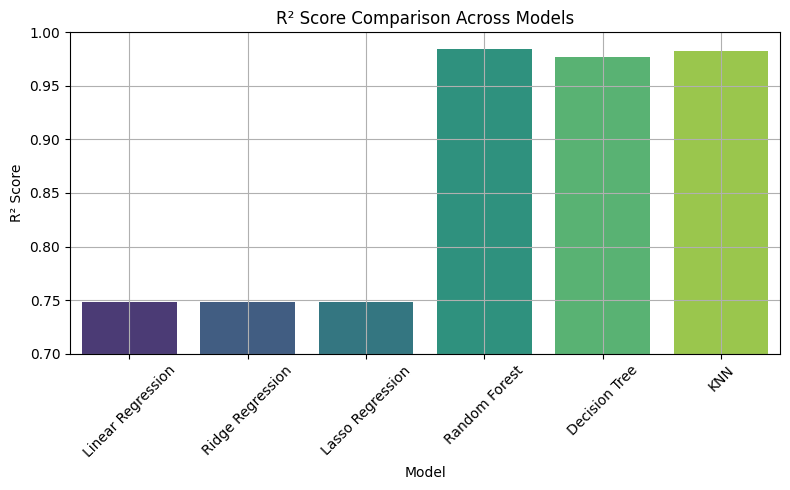 R² Score Comparison Across Models
R² Score
1.00
0.95
0.90
0.85
0.80
0.75
0.70
Linear Regression
Ridge Regression
Lasso Regression
Random Forest
Decision Tree
KNN
Model